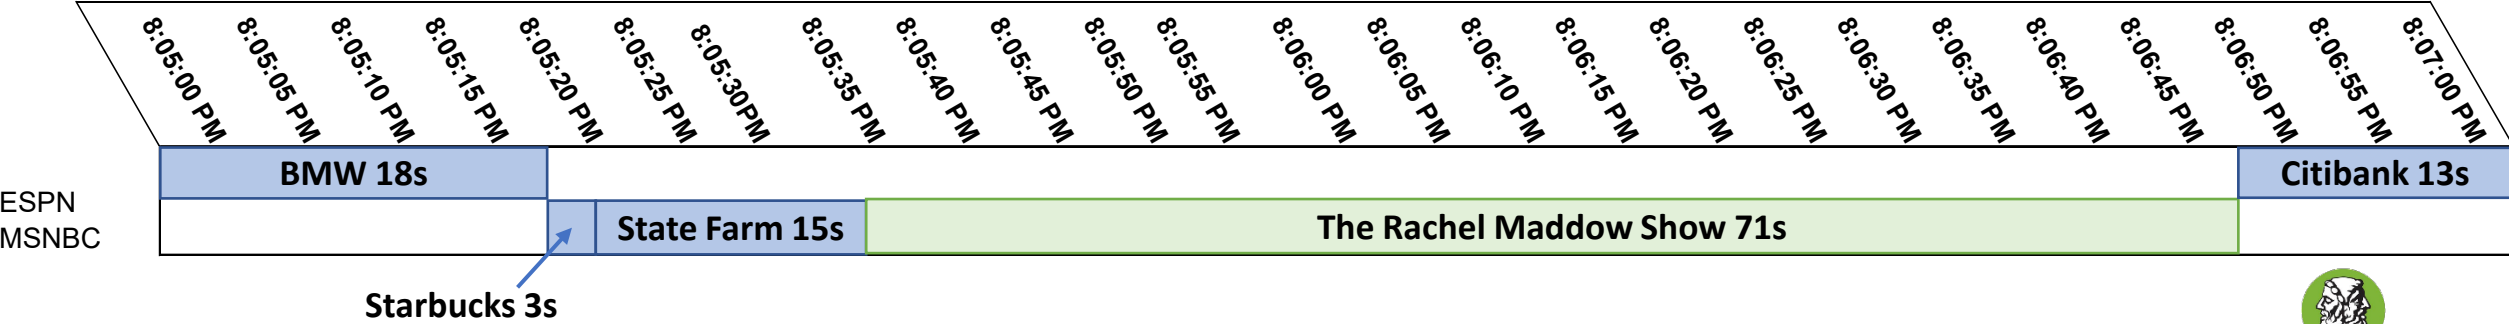 8:05:00 PM
8:05:05 PM
8:05:10 PM
8:05:15 PM
8:05:20 PM
8:05:25 PM
8:05:30PM
8:05:35 PM
8:05:40 PM
8:05:45 PM
8:05:50 PM
8:05:55 PM
8:06:00 PM
8:06:05 PM
8:06:10 PM
8:06:15 PM
8:06:20 PM
8:06:25 PM
8:06:30 PM
8:06:35 PM
8:06:40 PM
8:06:45 PM
8:06:50 PM
8:06:55 PM
8:07:00 PM
BMW 18s
Citibank 13s
ESPN
MSNBC
State Farm 15s
The Rachel Maddow Show 71s
Starbucks 3s